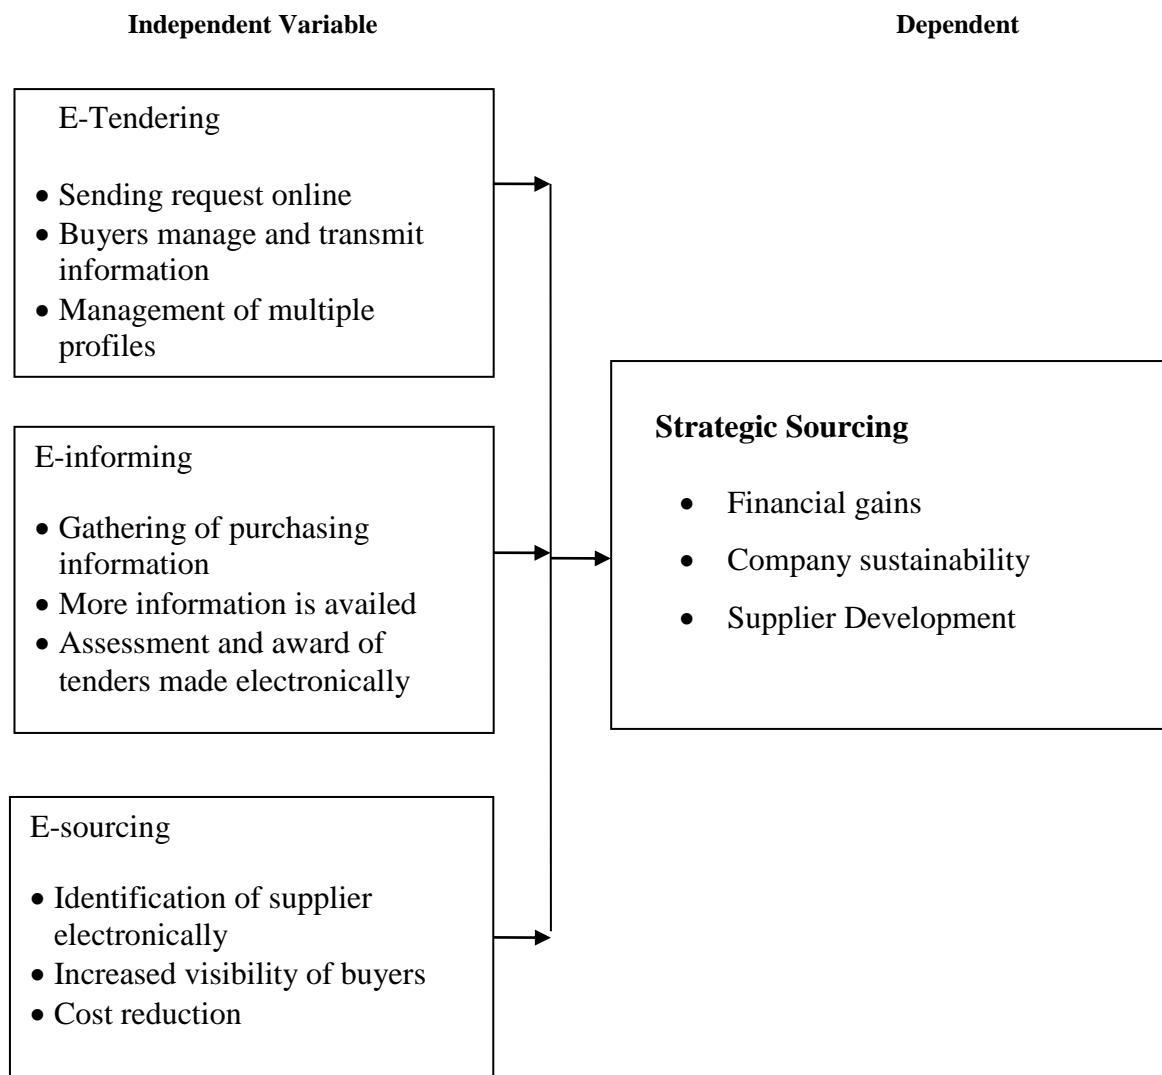 Independent Variable
Dependent
E-Tendering
• Sending request online
• Buyers manage and transmit
information
• Management of multiple
profiles
E-informing
• Gathering of purchasing
information
• More information is availed
• Assessment and award of
tenders made electronically
E-sourcing
• Identification of supplier
electronically
• Increased visibility of buyers
• Cost reduction
Strategic Sourcing
• Financial gains
• Company sustainability
• Supplier Development